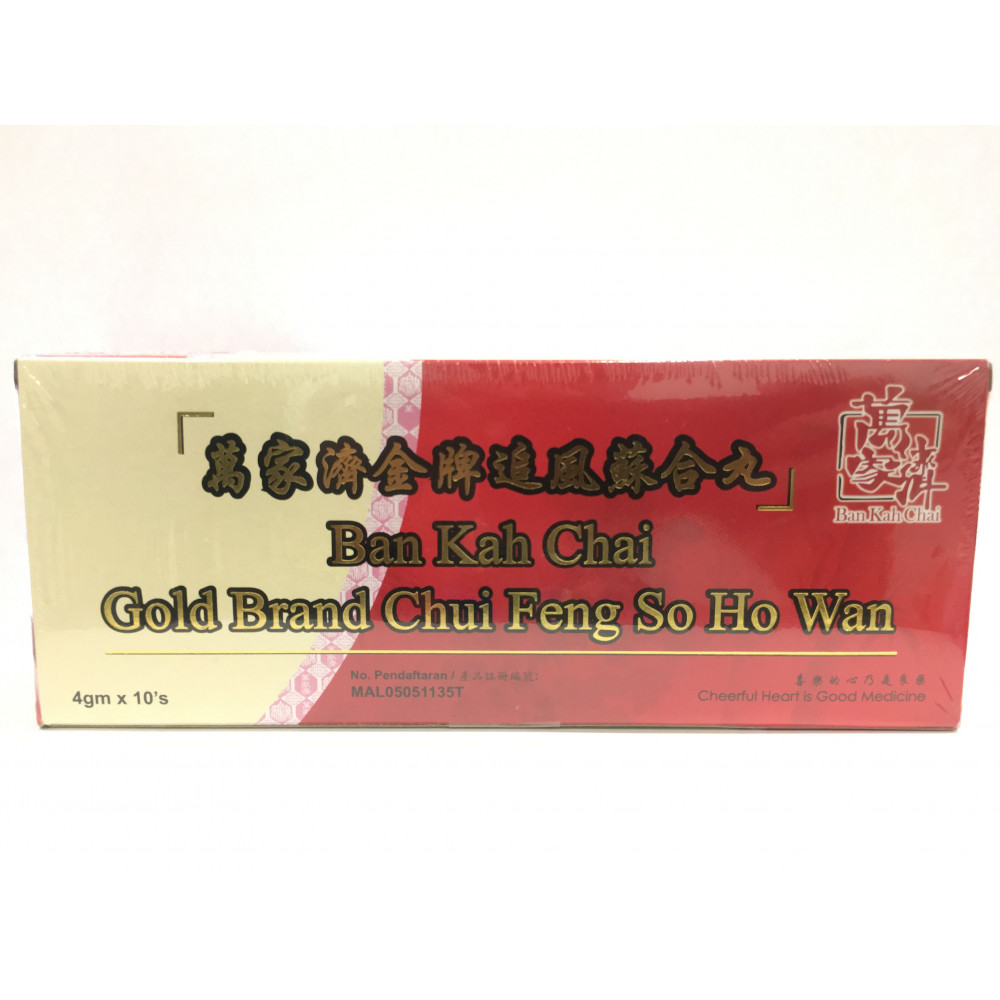 萬家濟金牌追風蘇合丸
萬家濟
Ban Kah Chai
Ban Kah Chai
Gold Brand Chui Feng So Ho Wan
4gm x 10's
No. Pendaftaran / 產品註冊編號:
MAL05051135T
喜樂的心乃是良藥
Cheerful Heart is Good Medicine